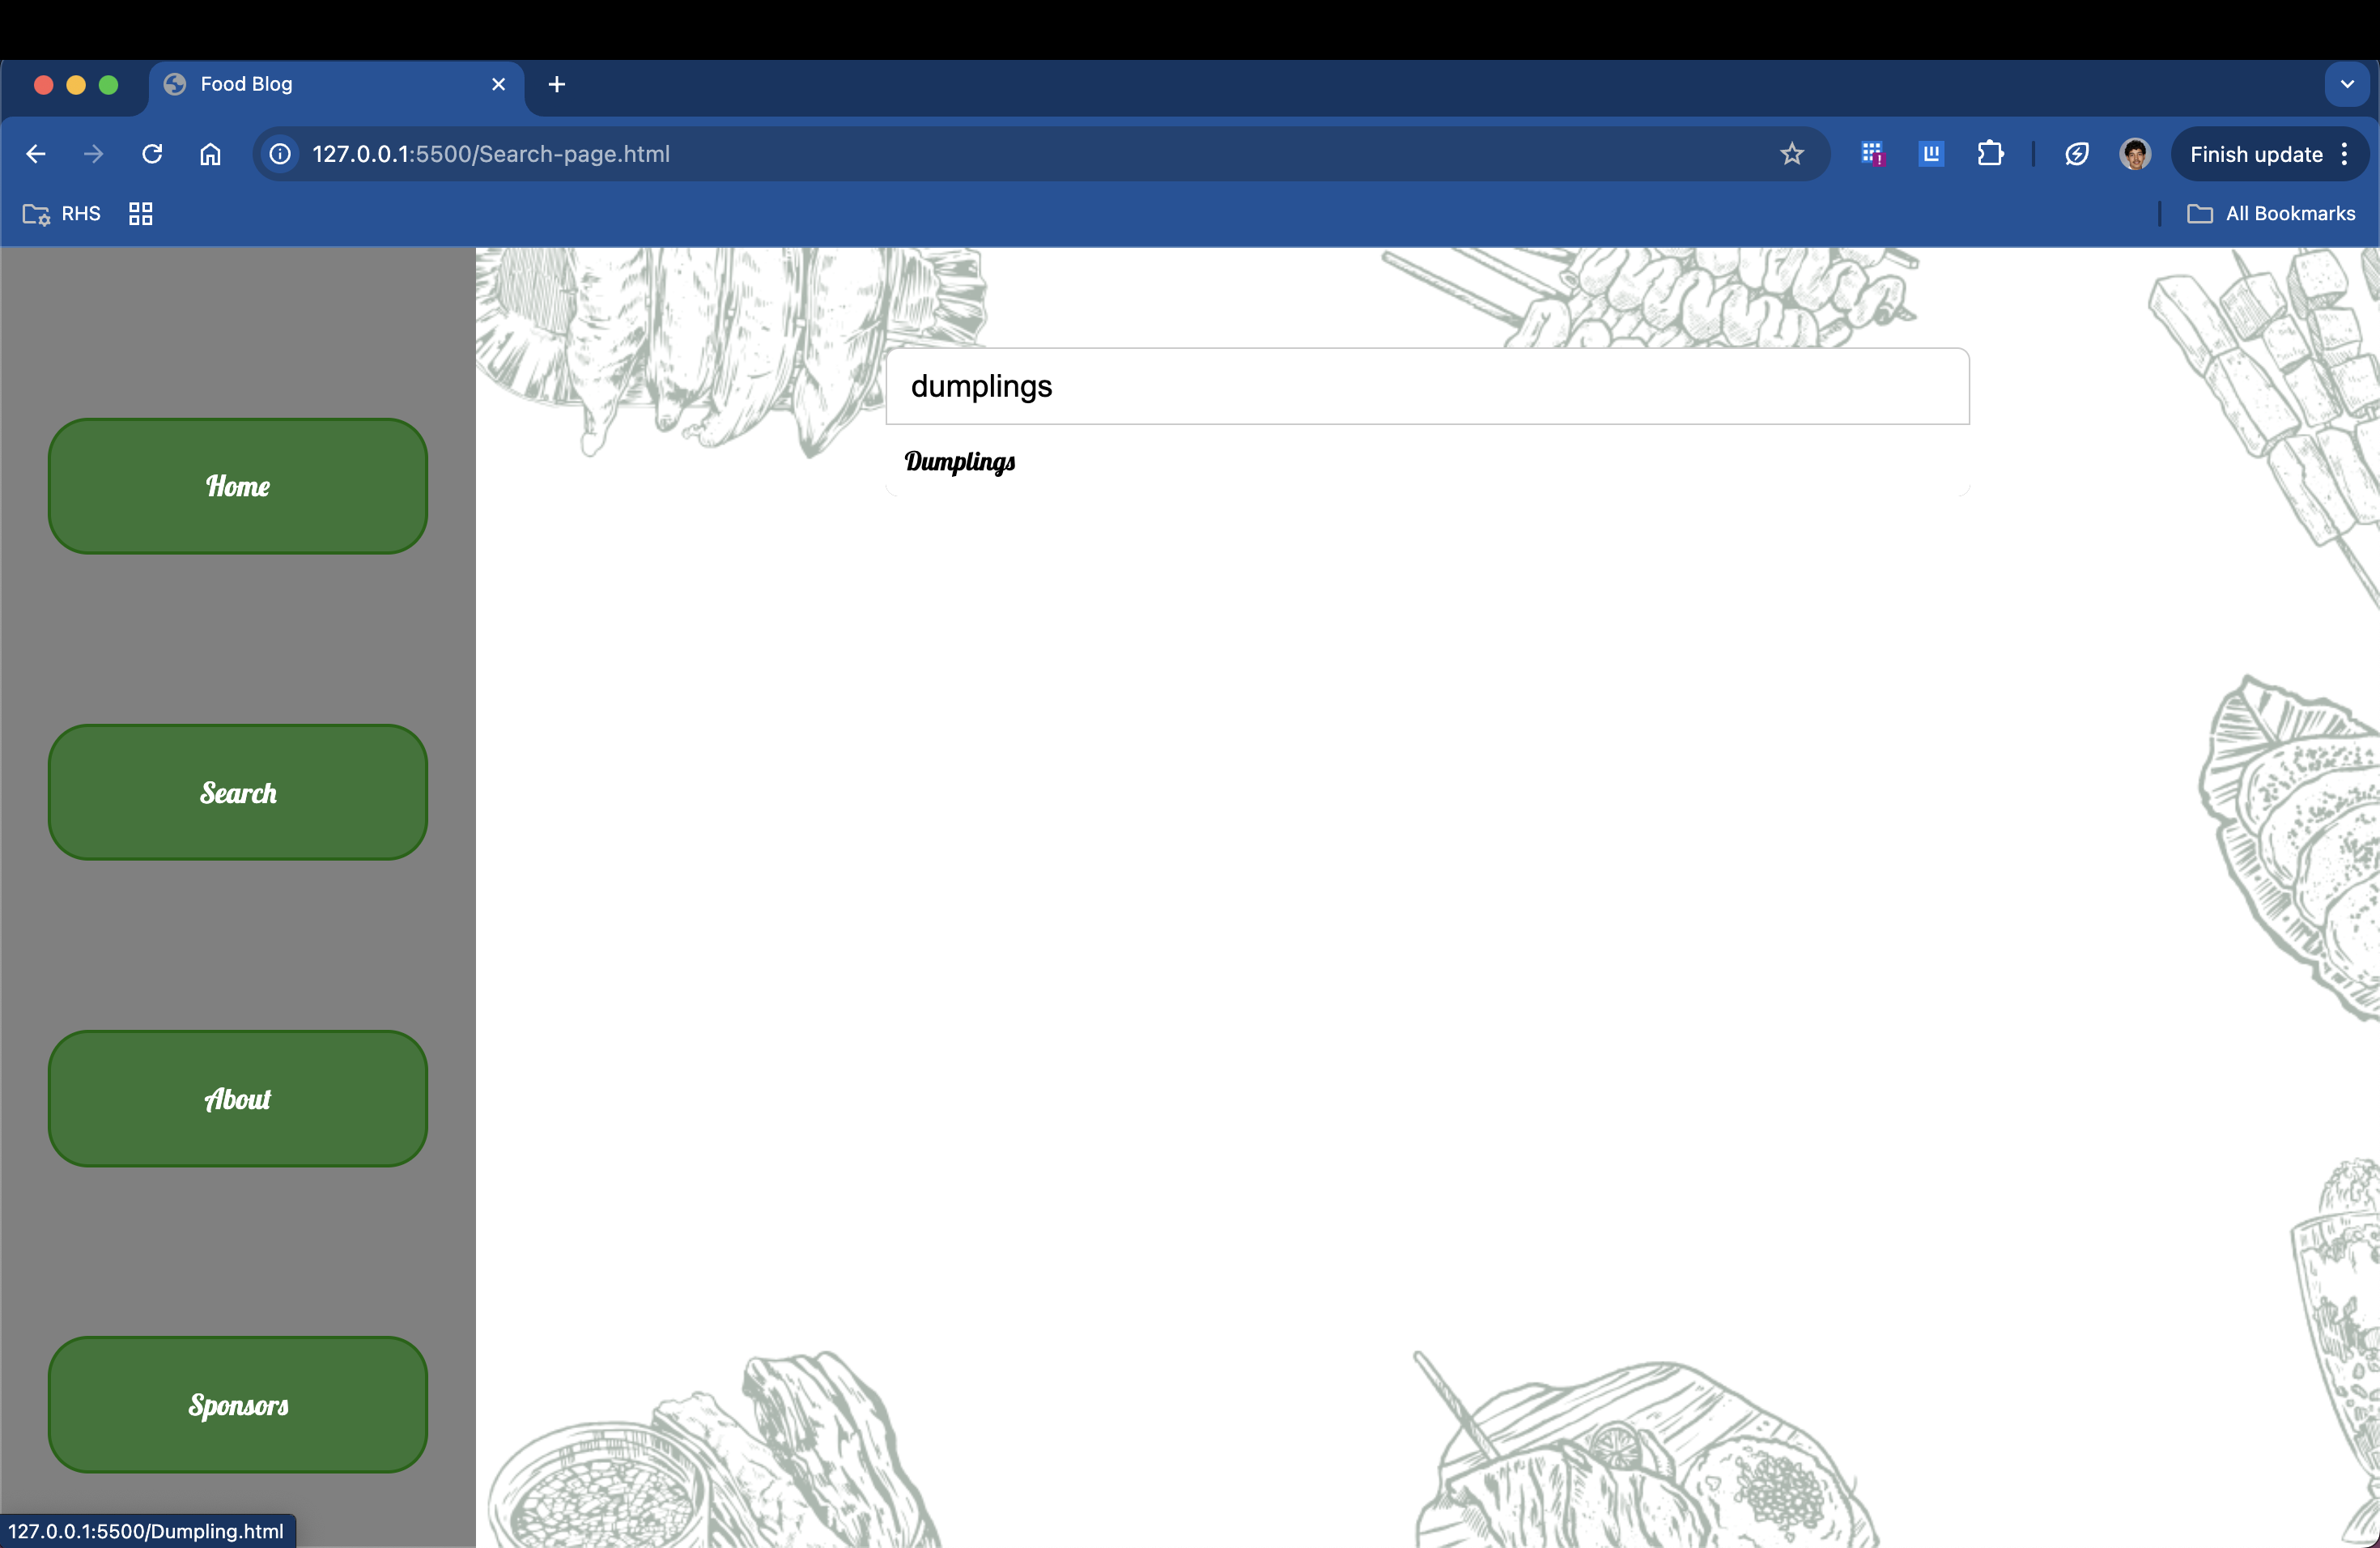 Food Blog
127.0.0.1:5500/Search-page.html
Finish update
RHS
All Bookmarks
dumplings
Dumplings
Home
Search
About
Sponsors
127.0.0.1:5500/Dumpling.html